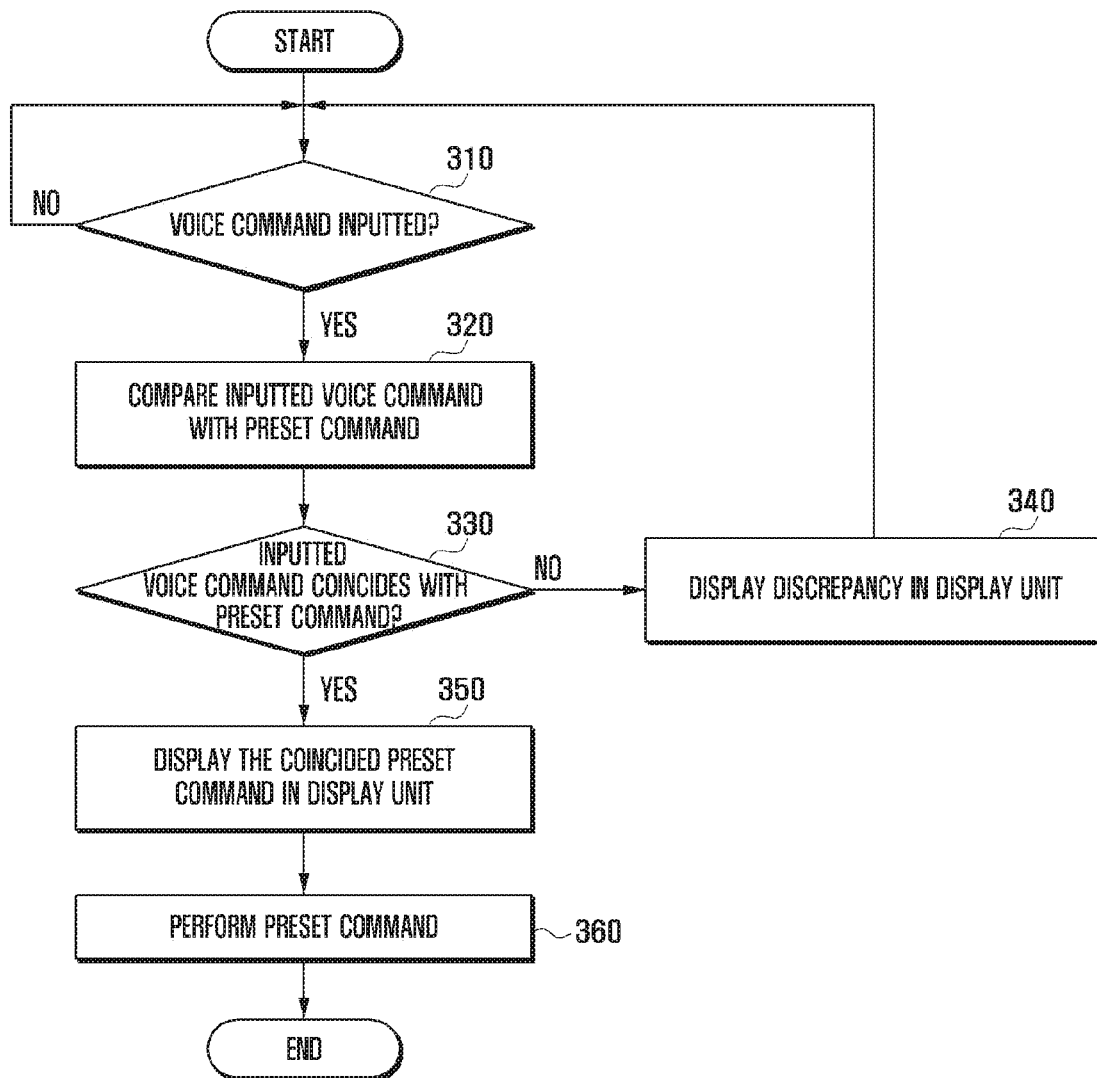 START
310
NO
VOICE COMMAND INPUTTED?
YES
320
COMPARE INPUTTED VOICE COMMAND
WITH PRESET COMMAND
330
INPUTTED
VOICE COMMAND COINCIDES WITH
PRESET COMMAND?
NO
340
DISPLAY DISCREPANCY IN DISPLAY UNIT
YES
350
DISPLAY THE COINCIDED PRESET
COMMAND IN DISPLAY UNIT
PERFORM PRESET COMMAND
360
END